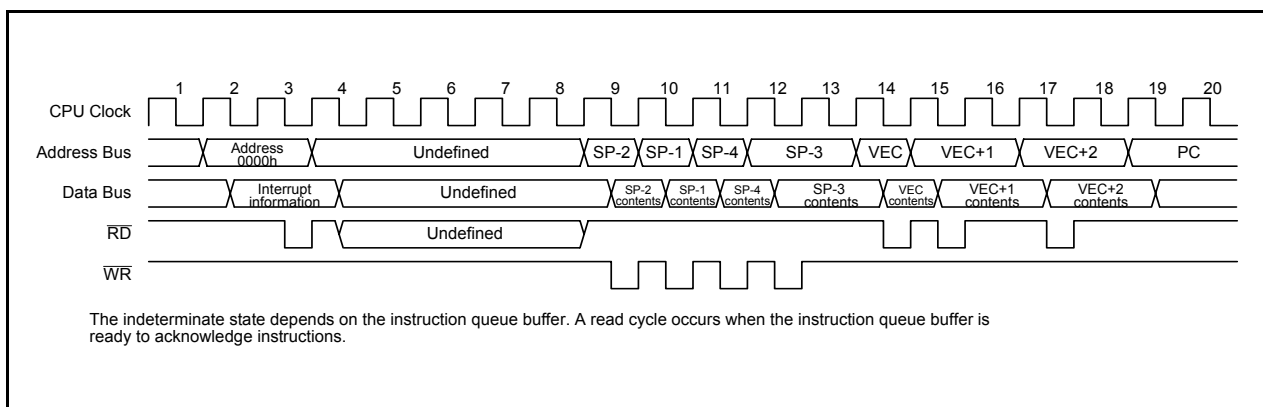 1 2 3 4 5 6 7 8 9 10 11 12 13 14 15 16 17 18 19 20
CPU Clock
Address Bus
Address
0000h
Undefined
SP-2 SP-1 SP-4 SP-3 VEC VEC+1 VEC+2 PC
Data Bus
Interrupt
information
Undefined
SP-2
contents
SP-1
contents
SP-4
contents
SP-3
contents
VEC
contents
VEC+1
contents
VEC+2
contents
RD
Undefined
WR
The indeterminate state depends on the instruction queue buffer. A read cycle occurs when the instruction queue buffer is
ready to acknowledge instructions.